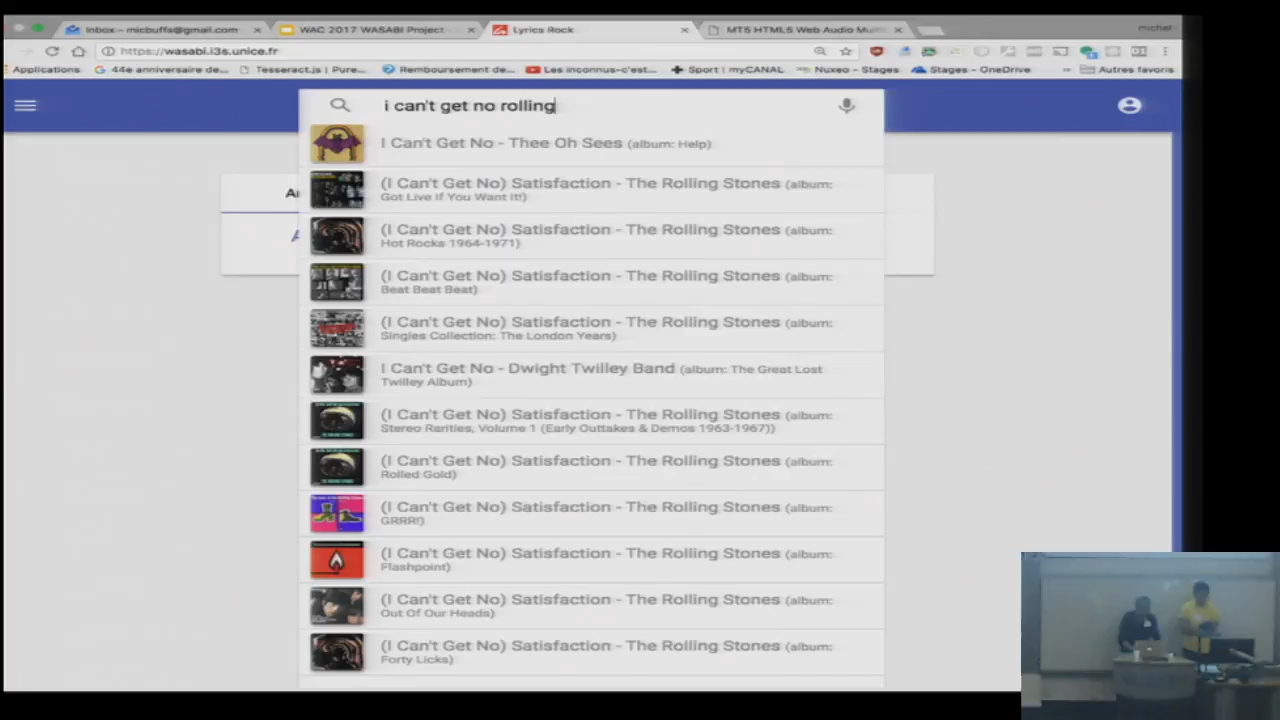 Inbox - micbuffa@gmail.com
WAC 2017 WASABI Project -
Lyrics Rock
MT5 HTML5 Web Audio Mult
michel
https://wasabi.i3s.unice.fr
Applications
44e anniversaire de...
Tesseract.js | Pure...
Remboursement de...
Les inconnus-c'est...
Sport | myCANAL
Nuxeo - Stages
Stages - OneDrive
Autres favoris
i can't get no rolling
I Can't Get No - Thee Oh Sees (album: Help)
(I Can't Get No) Satisfaction - The Rolling Stones (album:
Got Live If You Want It!)
(I Can't Get No) Satisfaction - The Rolling Stones (album:
Hot Rocks 1964-1971)
(I Can't Get No) Satisfaction - The Rolling Stones (album:
Beat Beat Beat)
(I Can't Get No) Satisfaction - The Rolling Stones (album:
Singles Collection: The London Years)
I Can't Get No - Dwight Twilley Band (album: The Great Lost
Twilley Album)
(I Can't Get No) Satisfaction - The Rolling Stones (album:
Stereo Rarities, Volume 1 (Early Outtakes & Demos 1963-1967))
(I Can't Get No) Satisfaction - The Rolling Stones (album:
Rolled Gold)
(I Can't Get No) Satisfaction - The Rolling Stones (album:
GRRR!)
(I Can't Get No) Satisfaction - The Rolling Stones (album:
Flashpoint)
(I Can't Get No) Satisfaction - The Rolling Stones (album:
Out Of Our Heads)
(I Can't Get No) Satisfaction - The Rolling Stones (album:
Forty Licks)